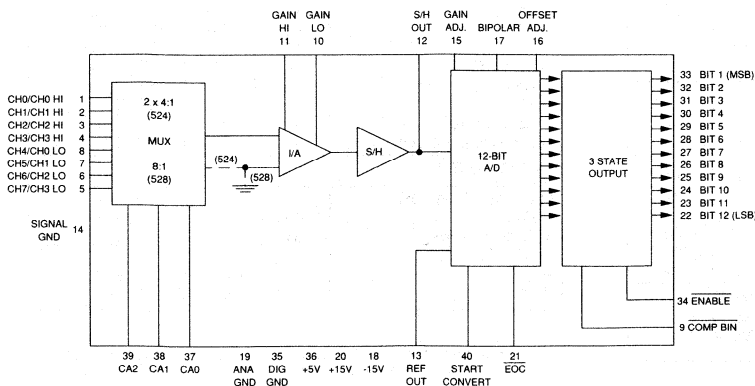 GAIN HI 11
GAIN LO 10
S/H OUT 12
GAIN ADJ. 15
BIPOLAR 17
OFFSET ADJ. 16
CH0/CH0 HI 1
CH1/CH1 HI 2
CH2/CH2 HI 3
CH3/CH3 HI 4
CH4/CH0 LO 8
CH5/CH1 LO 7
CH6/CH2 LO 6
CH7/CH3 LO 5
SIGNAL GND 14
2 x 4:1
(524)
MUX
8:1
(528)
(524)
(528)
I/A
S/H
12-BIT
A/D
3 STATE
OUTPUT
33 BIT 1 (MSB)
32 BIT 2
31 BIT 3
30 BIT 4
29 BIT 5
28 BIT 6
27 BIT 7
26 BIT 8
25 BIT 9
24 BIT 10
23 BIT 11
22 BIT 12 (LSB)
34 ENABLE
9 COMP BIN
39 CA2
38 CA1
37 CA0
19 ANA GND
35 DIG GND
36 +5V
20 +15V
18 -15V
13 REF OUT
40 START CONVERT
21 EOC